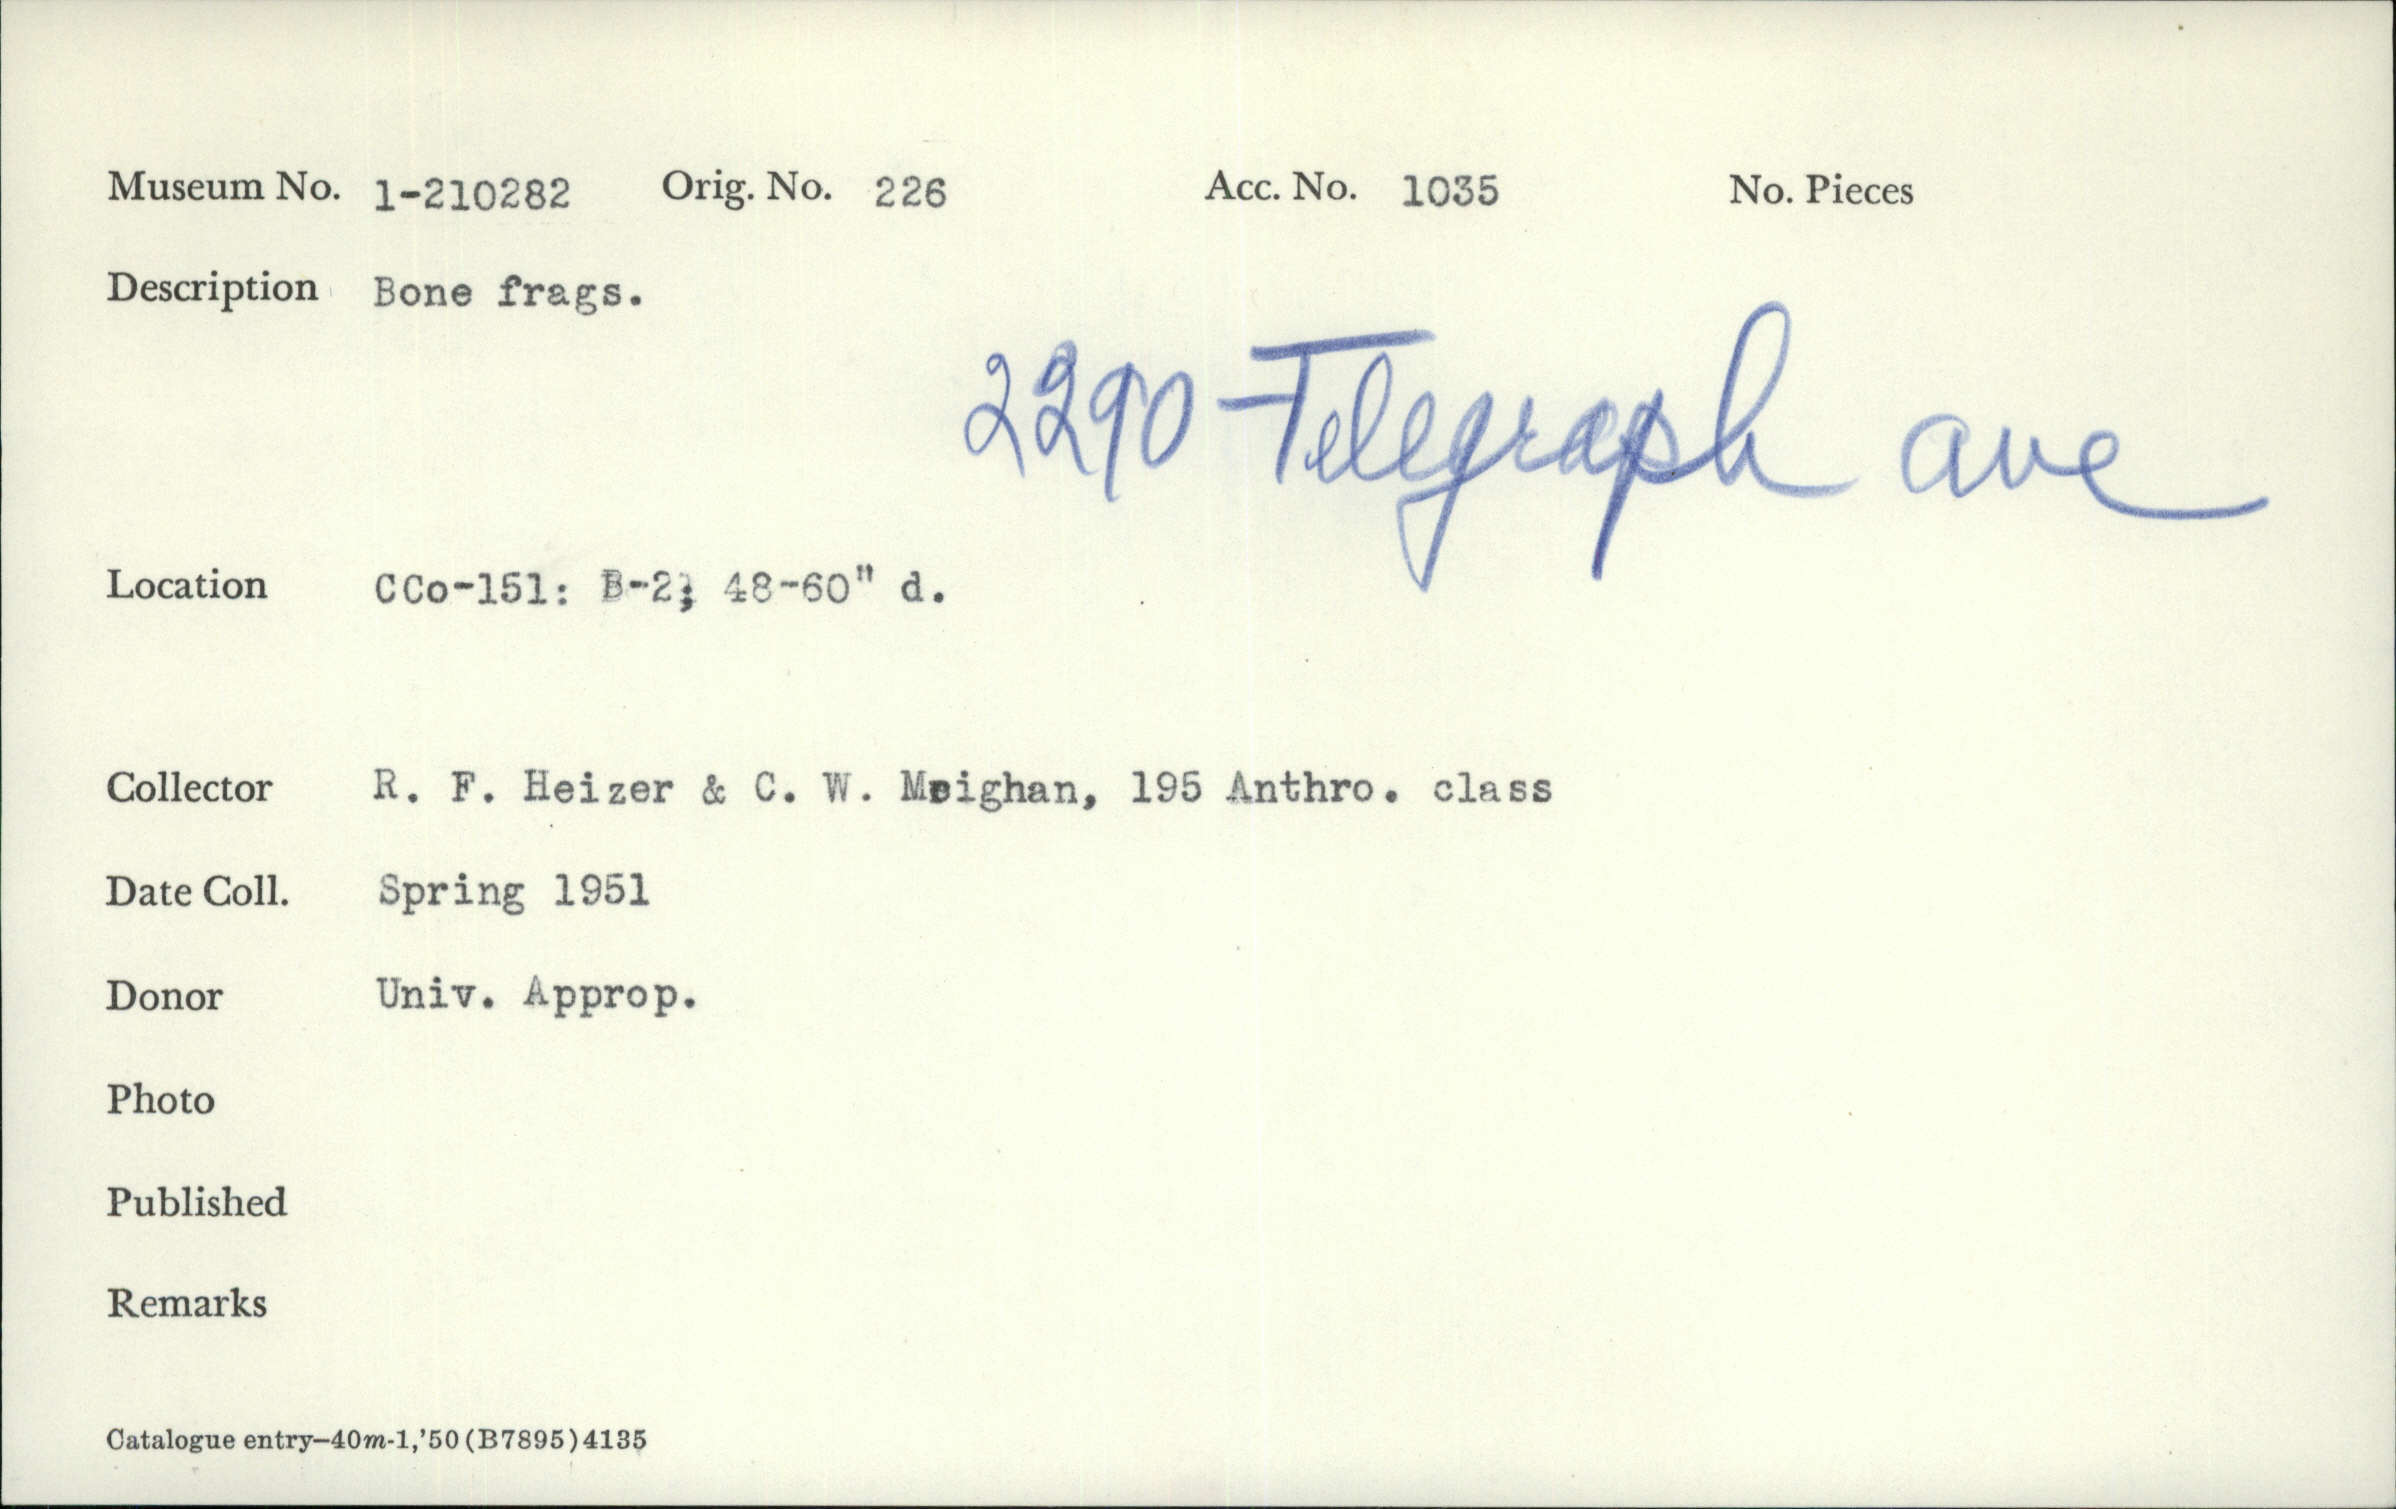 Museum No. 1-210282 Orig. No. 226 Acc. No. 1035 No. Pieces
Description Bone frags.
2290 Telegraph ave
Location CCo-151: B-2; 48-60" d.
Collector R. F. Heizer & C. W. Meighan, 195 Anthro. class
Date Coll. Spring 1951
Donor Univ. Approp.
Photo
Published
Remarks
Catalogue entry—40m-1,'50(B7895)4135